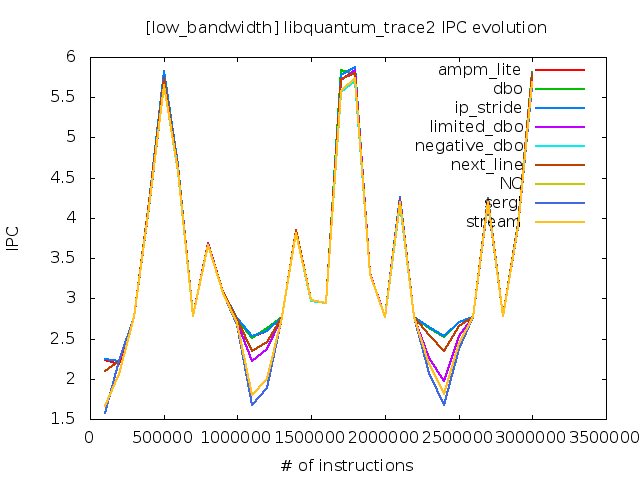 [low_bandwidth] libquantum_trace2 IPC evolution
6
5.5
5
4.5
4
3.5
3
2.5
2
1.5
IPC
ampm_lite
dbo
ip_stride
limited_dbo
negative_dbo
next_line
NO
sergi
stream
0
500000
1000000
1500000
2000000
2500000
3000000
3500000
# of instructions